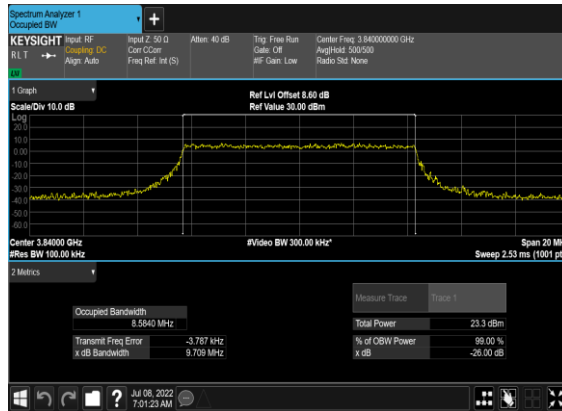 Spectrum Analyzer 1
Occupied BW
+
KEYSIGHT Input: RF Input Z: 50 Ω Atten: 40 dB Trig: Free Run Center Freq: 3.840000000 GHz
RLT Coupling: DC Corr CCorr Gate: Off Avg|Hold: 500/500
Align: Auto Freq Ref: Int (S) #IF Gain: Low Radio Std: None
1 Graph Ref Lvl Offset 8.60 dB
Scale/Div 10.0 dB Ref Value 30.00 dBm
Log
20.0
10.0
0.00
-10.0
-20.0
-30.0
-40.0
-50.0
-60.0
Center 3.84000 GHz #Video BW 300.00 kHz* Span 20 MH
#Res BW 100.00 kHz Sweep 2.53 ms (1001 pt
2 Metrics
Measure Trace Trace 1
Occupied Bandwidth
8.5840 MHz Total Power 23.3 dBm
Transmit Freq Error -3.787 kHz % of OBW Power 99.00 %
x dB Bandwidth 9.709 MHz x dB -26.00 dB
? Jul 08, 2022
7:01:23 AM